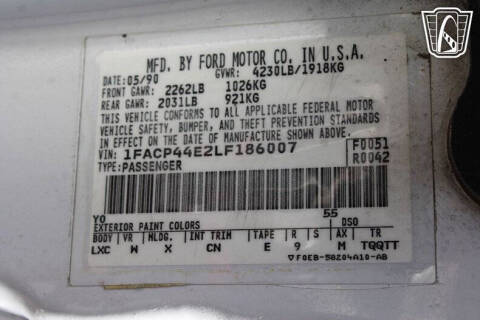 MFD. BY FORD MOTOR CO. IN U.S.A.
DATE: 05/90 GVWR: 4230LB/1918KG
FRONT GAWR: 2262LB 1026KG
REAR GAWR: 2031LB 921KG
THIS VEHICLE CONFORMS TO ALL APPLICABLE FEDERAL MOTOR
VEHICLE SAFETY, BUMPER, AND THEFT PREVENTION STANDARDS
IN EFFECT ON THE DATE OF MANUFACTURE SHOWN ABOVE.
VIN: 1FACP44E2LF186007 F0051
TYPE: PASSENGER R0042
YO 55
EXTERIOR PAINT COLORS DSO
BODY VR MLDG. INT TRIM TAPE R S AX TR
LXC W X CN E 9 M TQQTT
▽F0EB-5820410-AB